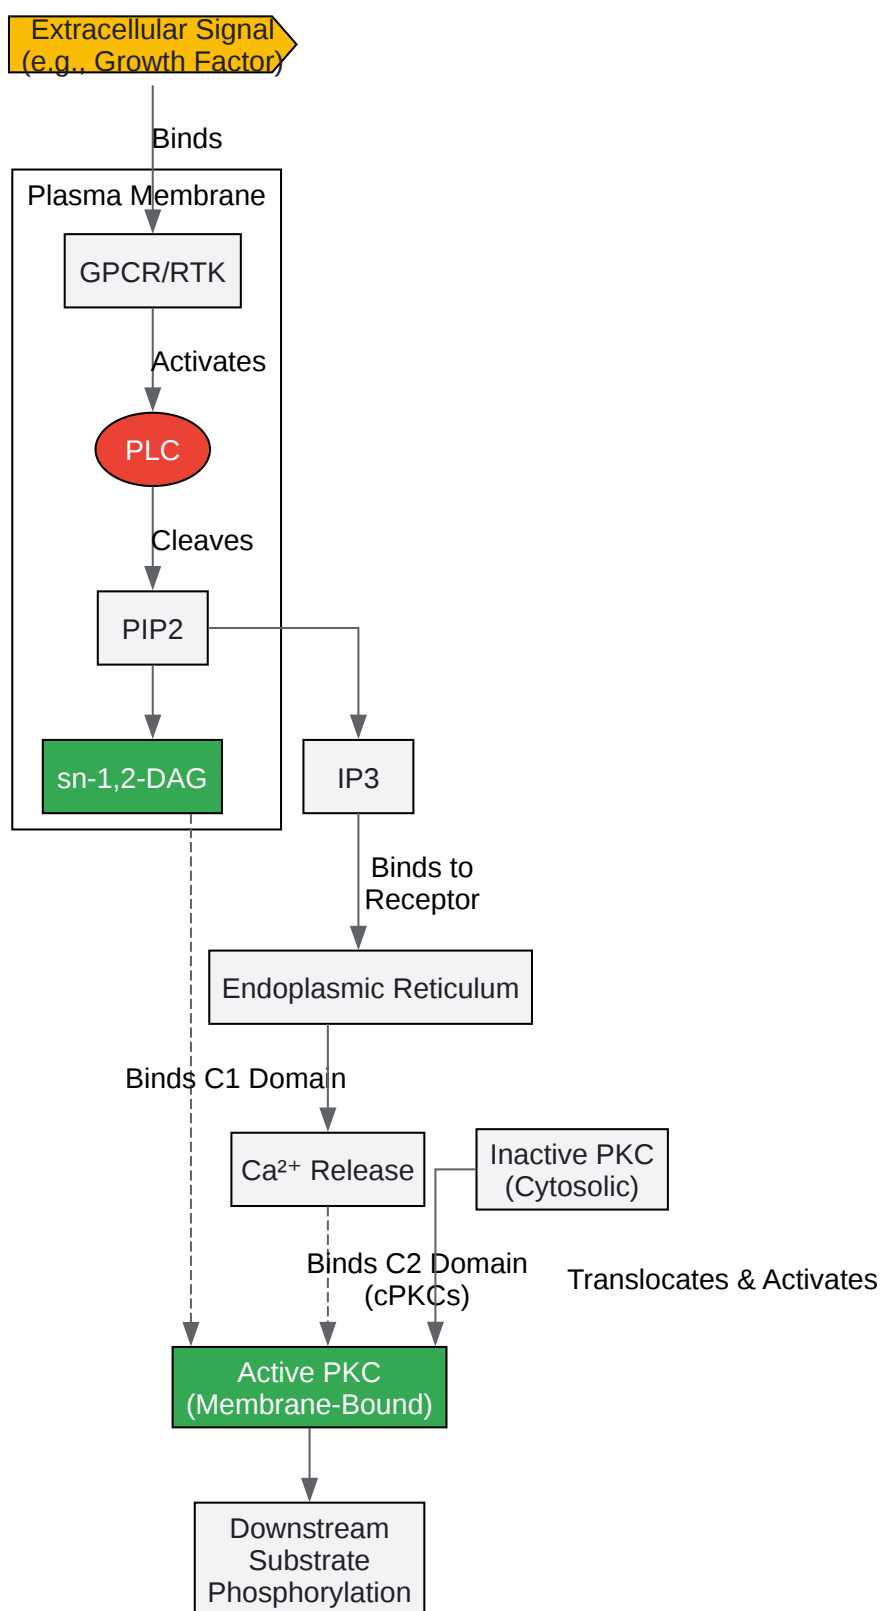 Extracellular Signal
(e.g., Growth Factor)
Binds
Plasma Membrane
GPCR/RTK
Activates
PLC
Cleaves
PIP2
sn-1,2-DAG
IP3
Binds to
Receptor
Endoplasmic Reticulum
Binds C1 Domain
Ca²⁺ Release
Inactive PKC
(Cytosolic)
Binds C2 Domain
(cPKCs)
Translocates & Activates
Active PKC
(Membrane-Bound)
Downstream
Substrate
Phosphorylation